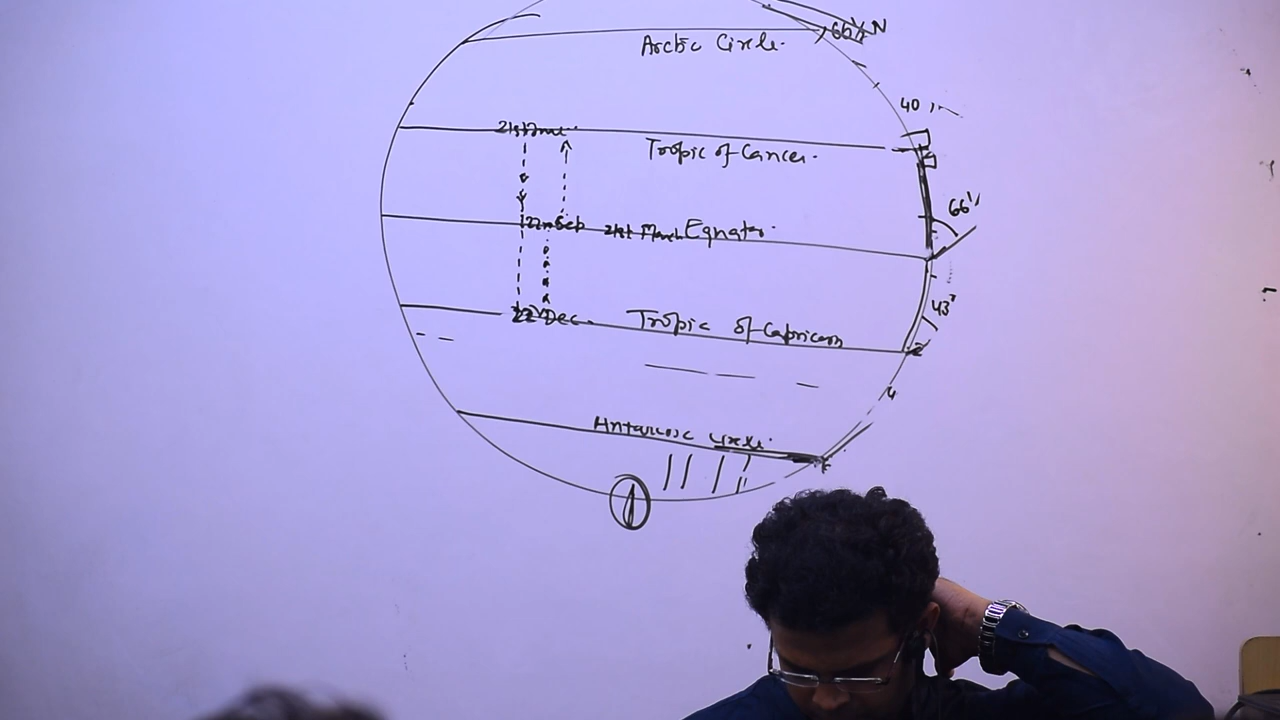 66½ N
Arctic Circle.
40
21st June.
Tropic of Cancer.
66½
22nd Sep 21st March Equator.
43°
22 Dec. Tropic of Capricorn
Antarctic Circle.